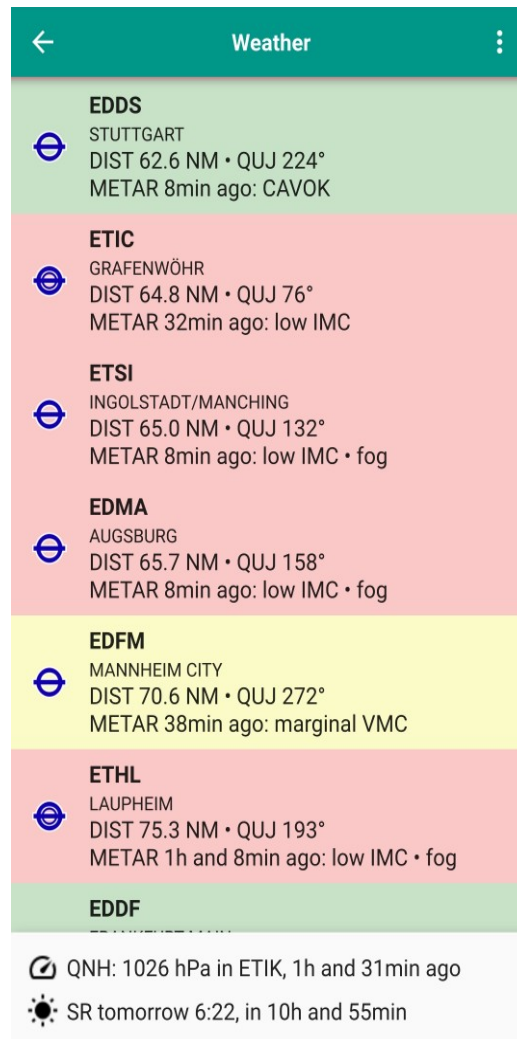 Weather
EDDS
STUTTGART
DIST 62.6 NM • QUJ 224°
METAR 8min ago: CAVOK
ETIC
GRAFENWÖHR
DIST 64.8 NM • QUJ 76°
METAR 32min ago: low IMC
ETSI
INGOLSTADT/MANCHING
DIST 65.0 NM • QUJ 132°
METAR 8min ago: low IMC • fog
EDMA
AUGSBURG
DIST 65.7 NM • QUJ 158°
METAR 8min ago: low IMC • fog
EDFM
MANNHEIM CITY
DIST 70.6 NM • QUJ 272°
METAR 38min ago: marginal VMC
ETHL
LAUPHEIM
DIST 75.3 NM • QUJ 193°
METAR 1h and 8min ago: low IMC • fog
EDDF
QNH: 1026 hPa in ETIK, 1h and 31min ago
SR tomorrow 6:22, in 10h and 55min